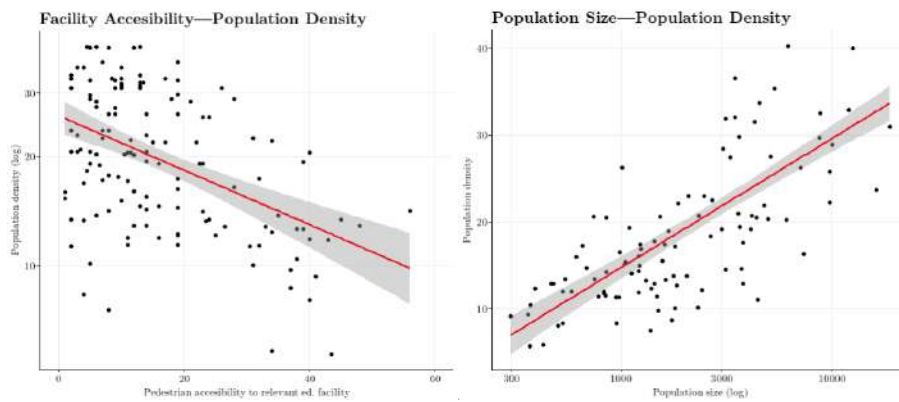 Facility Accesibility—Population Density
Population density (log)
30
20
10
0
20
40
60
Pedestrian accesibility to relevant ed. facility
Population Size—Population Density
Population density
40
30
20
10
300
1000
3000
10000
Population size (log)